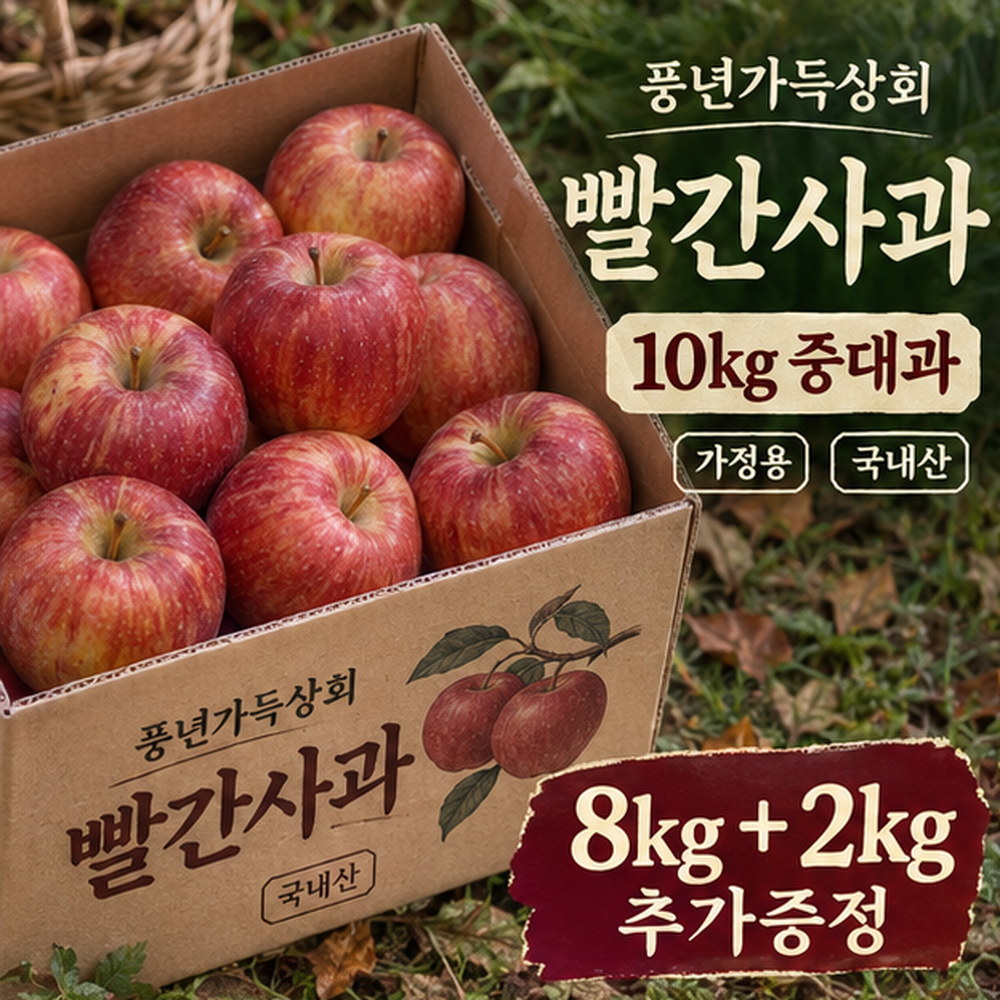 풍년가득상회
빨간사과
10kg 중대과
가정용 국내산
풍년가득상회
빨간사과
국내산
8kg + 2kg
추가증정